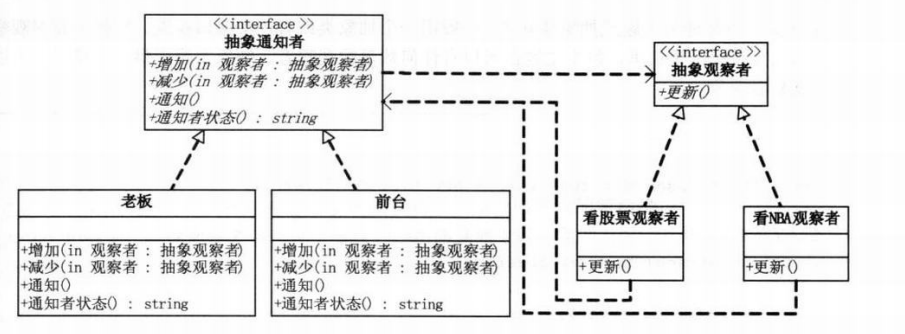 <<interface>>
抽象通知者
+增加(in 观察者 : 抽象观察者)
+减少(in 观察者 : 抽象观察者)
+通知()
+通知者状态() : string
<<interface>>
抽象观察者
+更新()
老板
+增加(in 观察者 : 抽象观察者)
+减少(in 观察者 : 抽象观察者)
+通知()
+通知者状态() : string
前台
+增加(in 观察者 : 抽象观察者)
+减少(in 观察者 : 抽象观察者)
+通知()
+通知者状态() : string
看股票观察者
+更新()
看NBA观察者
+更新()